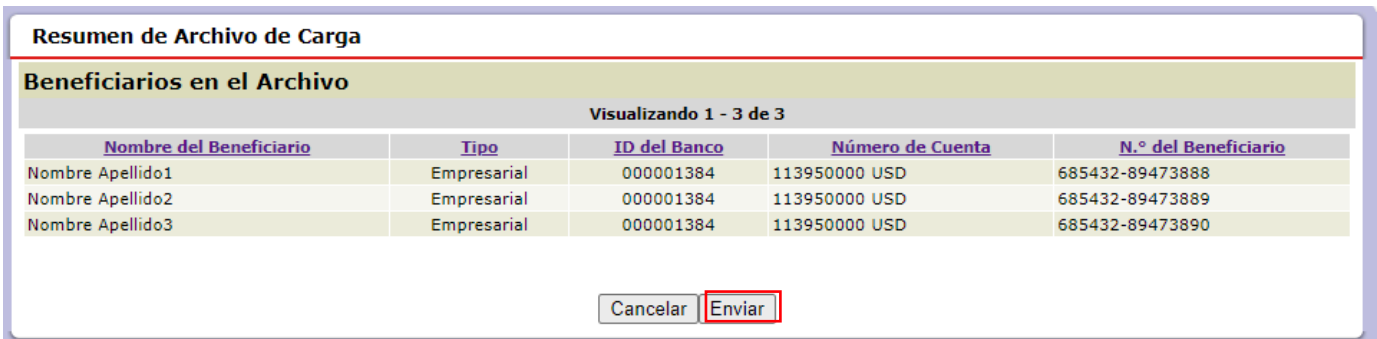 Resumen de Archivo de Carga
Beneficiarios en el Archivo
Visualizando 1 - 3 de 3
Nombre del Beneficiario Tipo ID del Banco Número de Cuenta N.º del Beneficiario
Nombre Apellido1 Empresarial 000001384 113950000 USD 685432-89473888
Nombre Apellido2 Empresarial 000001384 113950000 USD 685432-89473889
Nombre Apellido3 Empresarial 000001384 113950000 USD 685432-89473890
Cancelar Enviar